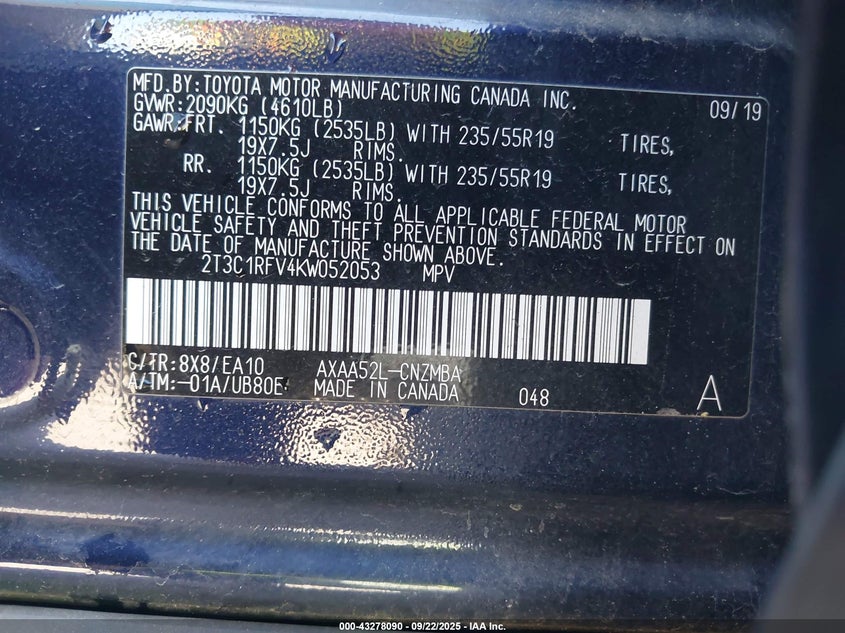 MFD.BY:TOYOTA MOTOR MANUFACTURING CANADA INC. 09/19
GVWR:2090KG (4610LB)
GAWR:FRT. 1150KG (2535LB) WITH 235/55R19 TIRES,
19X7.5J RIMS.
RR. 1150KG (2535LB) WITH 235/55R19 TIRES,
19X7.5J RIMS.
THIS VEHICLE CONFORMS TO ALL APPLICABLE FEDERAL MOTOR
VEHICLE SAFETY AND THEFT PREVENTION STANDARDS IN EFFECT ON
THE DATE OF MANUFACTURE SHOWN ABOVE.
2T3C1RFV4KW052053 MPV
C/TR:8X8/EA10 AXAA52L-CNZMBA
A/TM:-01A/UB80E MADE IN CANADA 048 A
000-43278090 - 09/22/2025 - IAA Inc.